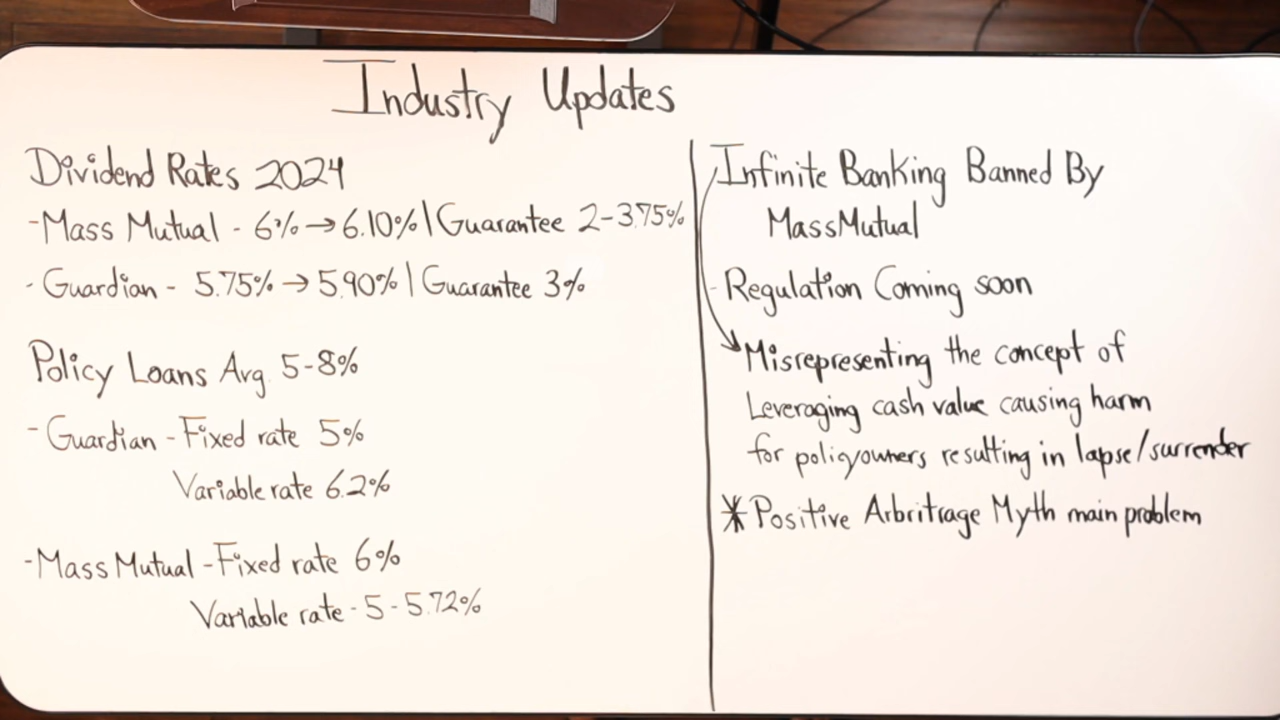 Industry Updates
Dividend Rates 2024
-Mass Mutual - 6% → 6.10% | Guarantee 2-3.75%
- Guardian - 5.75% → 5.90% | Guarantee 3%
Policy Loans Avg. 5-8%
- Guardian - Fixed rate 5%
Variable rate 6.2%
-Mass Mutual - Fixed rate 6%
Variable rate - 5 - 5.72%
Infinite Banking Banned By
MassMutual
- Regulation Coming soon
Misrepresenting the concept of
Leveraging cash value causing harm
for policyowners resulting in lapse/surrender
* Positive Arbritrage Myth main problem